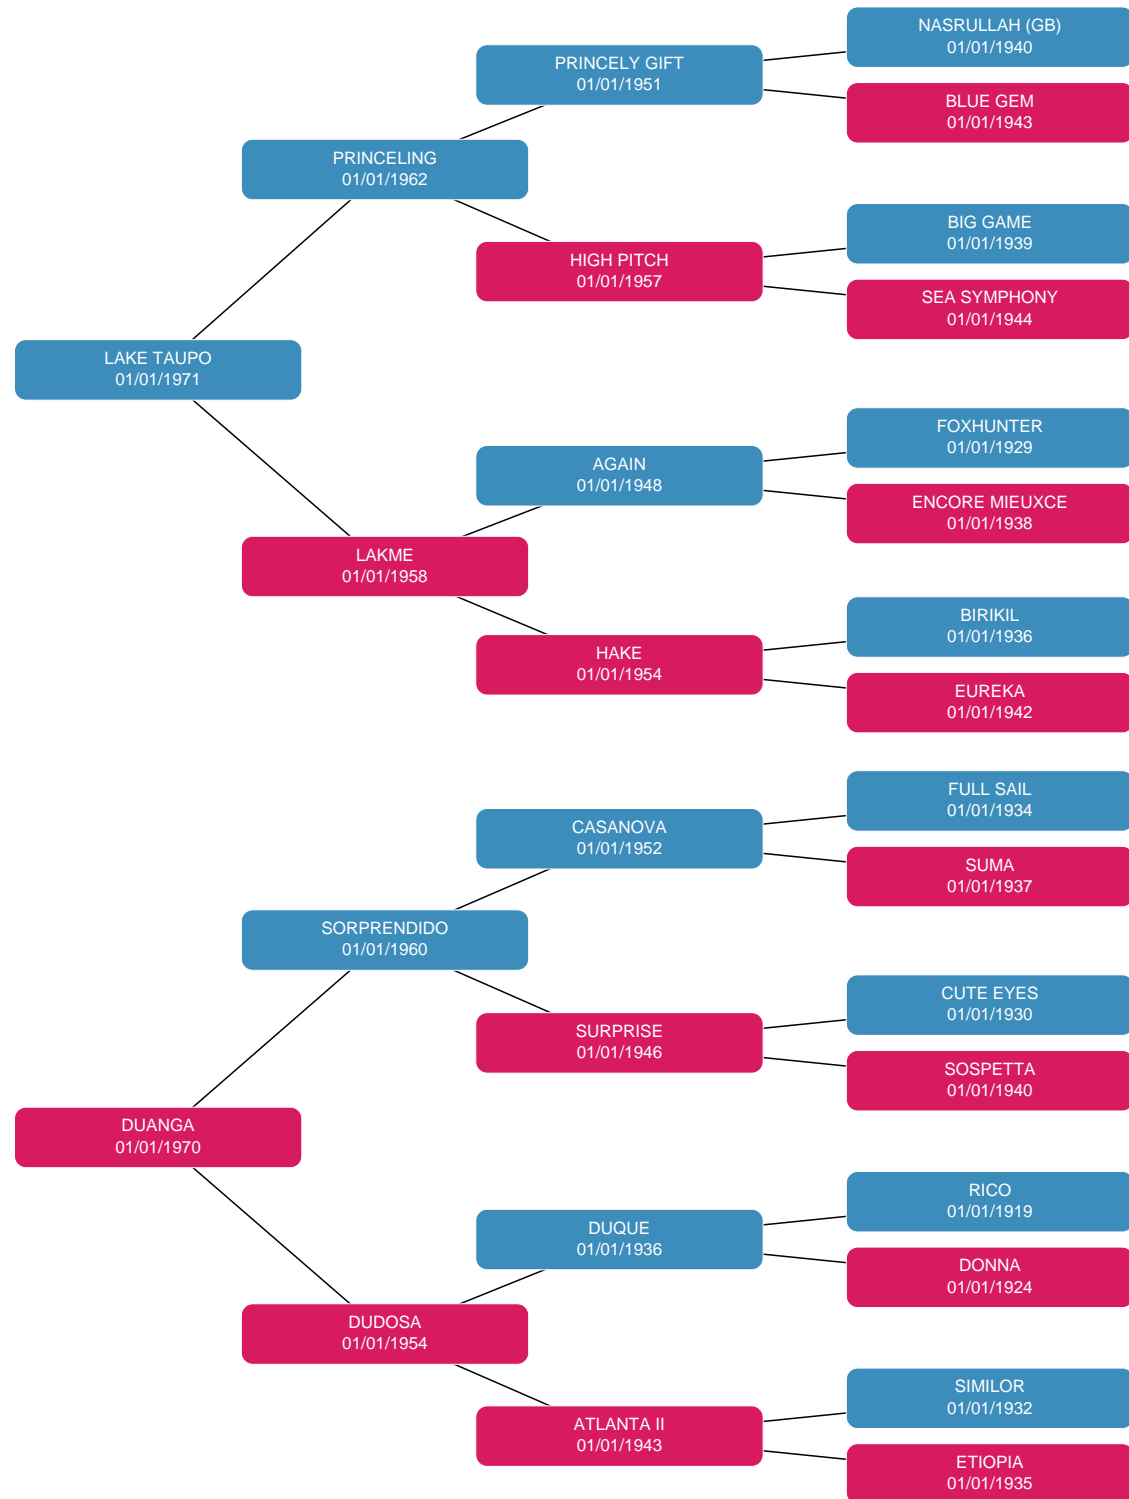 NASRULLAH (GB)
01/01/1940
PRINCELY GIFT
01/01/1951
BLUE GEM
01/01/1943
PRINCELING
01/01/1962
BIG GAME
01/01/1939
HIGH PITCH
01/01/1957
SEA SYMPHONY
01/01/1944
LAKE TAUPO
01/01/1971
FOXHUNTER
01/01/1929
AGAIN
01/01/1948
ENCORE MIEUXCE
01/01/1938
LAKME
01/01/1958
BIRIKIL
01/01/1936
HAKE
01/01/1954
EUREKA
01/01/1942
FULL SAIL
01/01/1934
CASANOVA
01/01/1952
SUMA
01/01/1937
SORPRENDIDO
01/01/1960
CUTE EYES
01/01/1930
SURPRISE
01/01/1946
SOSPETTA
01/01/1940
DUANGA
01/01/1970
RICO
01/01/1919
DUQUE
01/01/1936
DONNA
01/01/1924
DUDOSA
01/01/1954
SIMILOR
01/01/1932
ATLANTA II
01/01/1943
ETIOPIA
01/01/1935